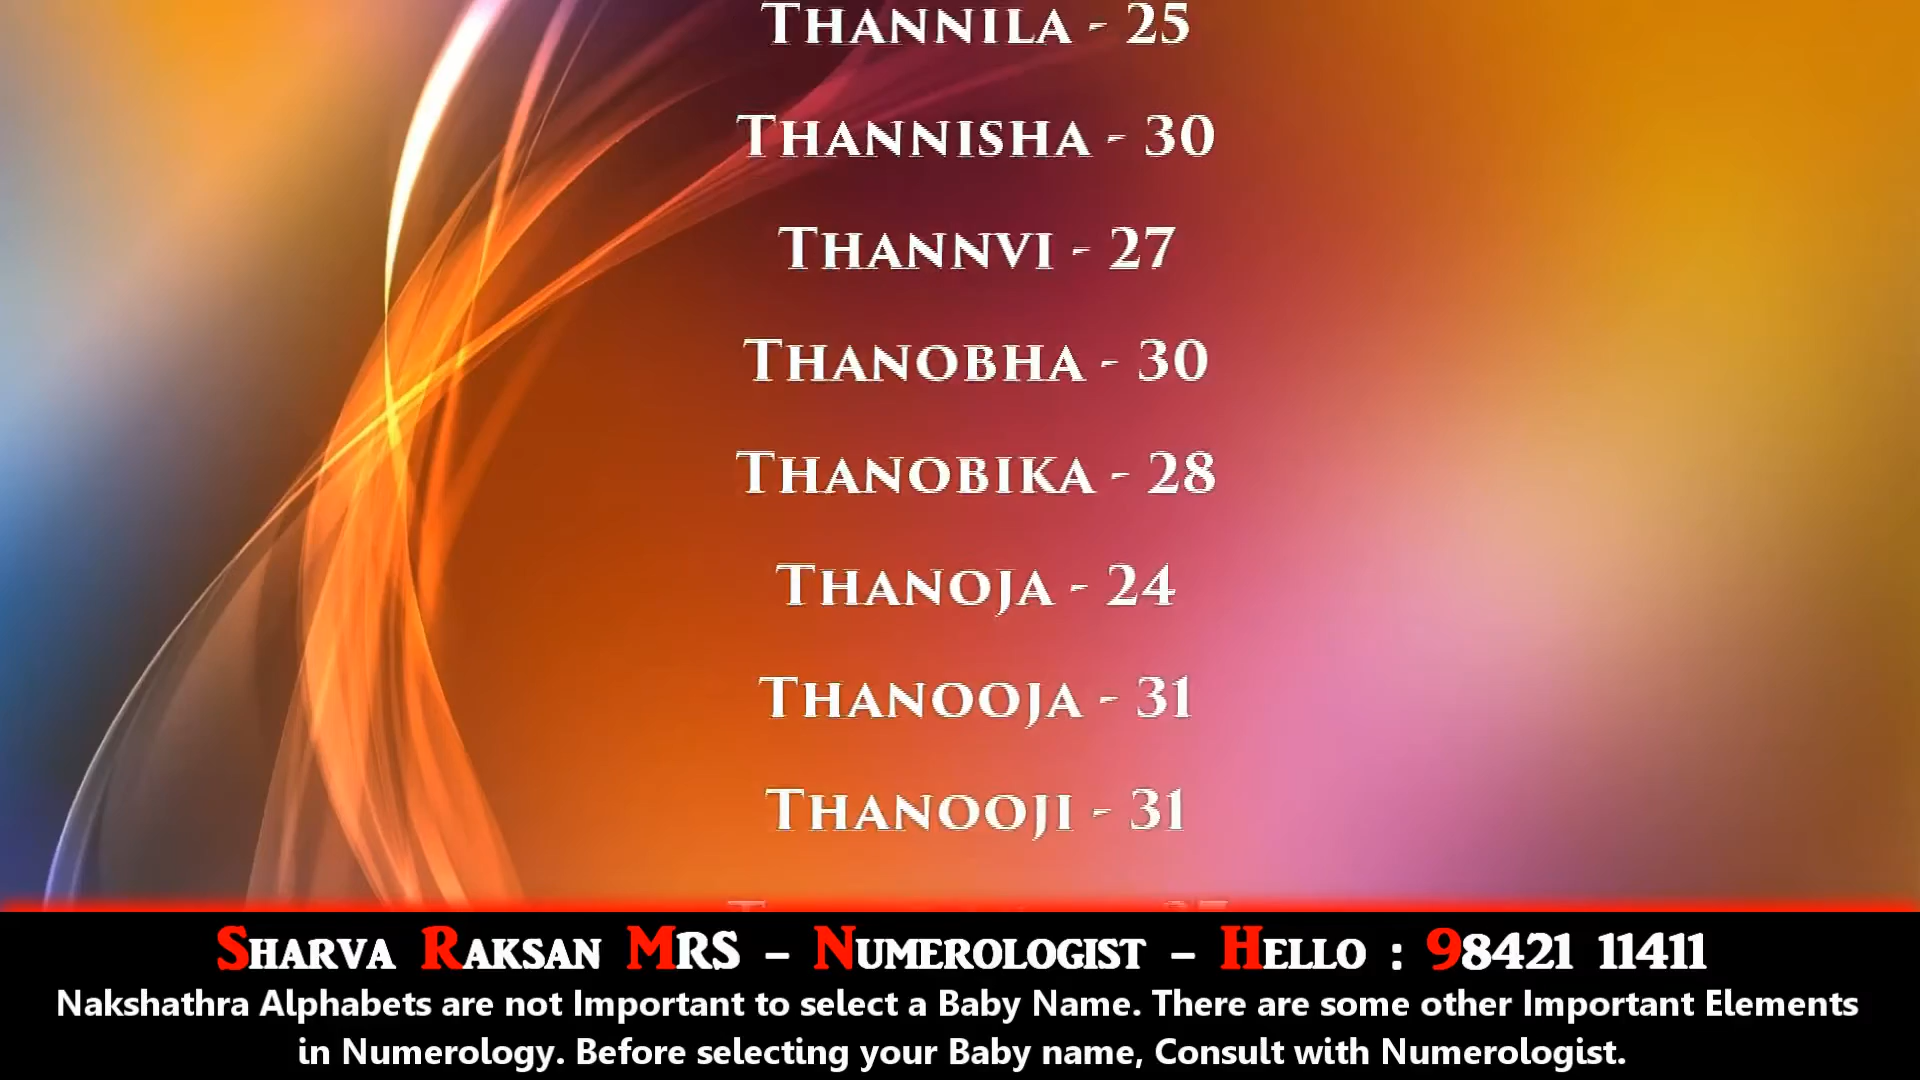 Thannila - 25
Thannisha - 30
Thannvi - 27
Thanobha - 30
Thanobika - 28
Thanoja - 24
Thanooja - 31
Thanooji - 31
Sharva Raksan MRS – Numerologist – Hello : 98421 11411
Nakshathra Alphabets are not Important to select a Baby Name. There are some other Important Elements
in Numerology. Before selecting your Baby name, Consult with Numerologist.